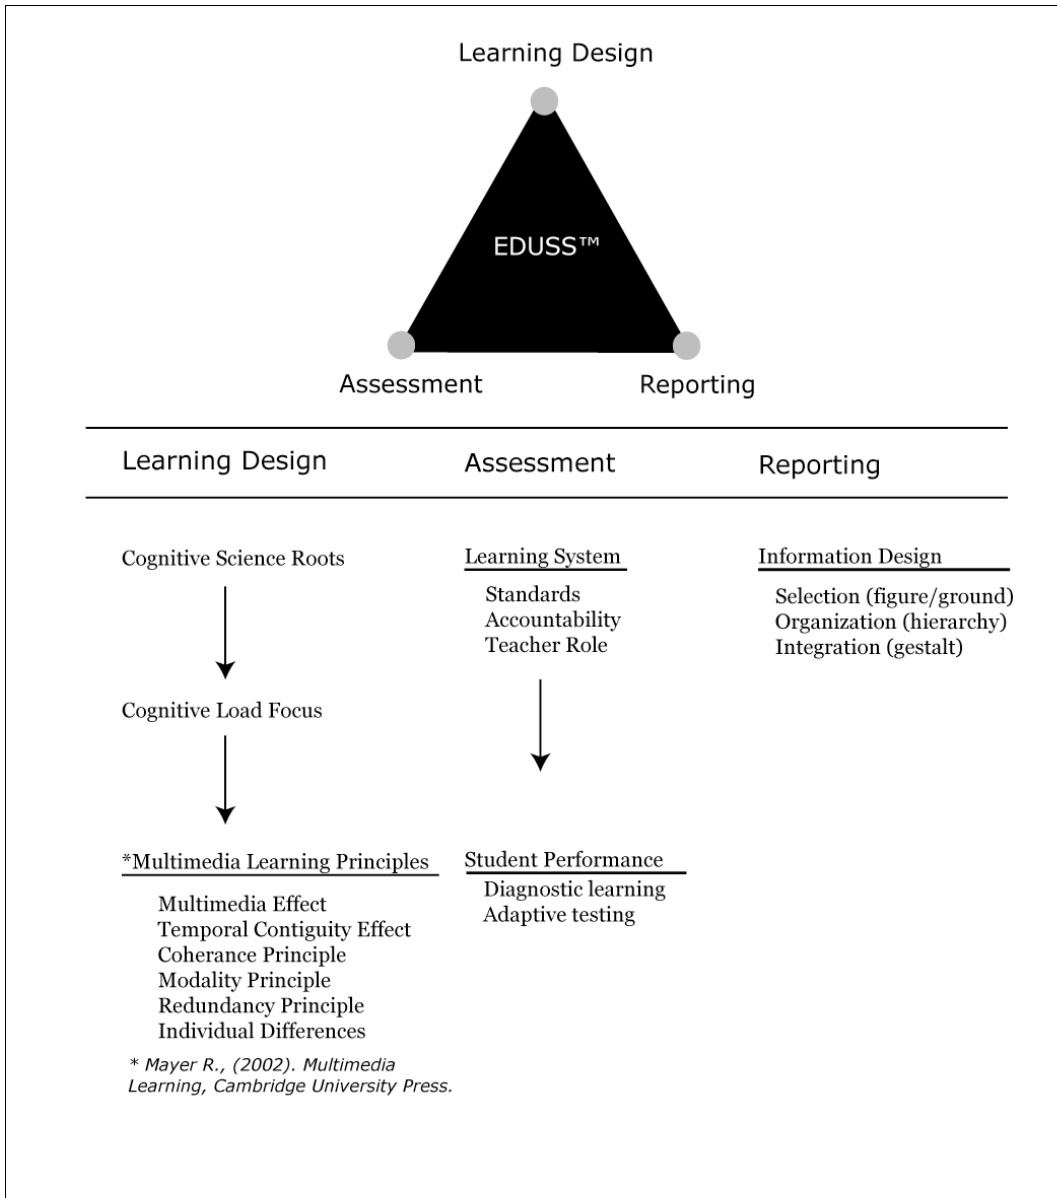 Learning Design
EDUSS™
Assessment
Reporting
Learning Design
Assessment
Reporting
Cognitive Science Roots
Cognitive Load Focus
*Multimedia Learning Principles
Multimedia Effect
Temporal Contiguity Effect
Coherance Principle
Modality Principle
Redundancy Principle
Individual Differences
* Mayer R., (2002). Multimedia
Learning, Cambridge University Press.
Learning System
Standards
Accountability
Teacher Role
Student Performance
Diagnostic learning
Adaptive testing
Information Design
Selection (figure/ground)
Organization (hierarchy)
Integration (gestalt)